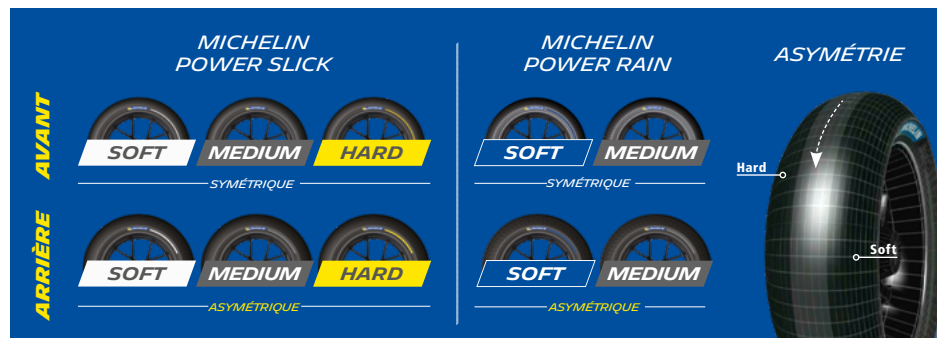 MICHELIN
POWER SLICK
MICHELIN
POWER RAIN
ASYMÉTRIE
AVANT
SOFT
MEDIUM
HARD
SYMÉTRIQUE
SOFT
MEDIUM
SYMÉTRIQUE
ARRIÈRE
SOFT
MEDIUM
HARD
ASYMÉTRIQUE
SOFT
MEDIUM
ASYMÉTRIQUE
Hard
Soft